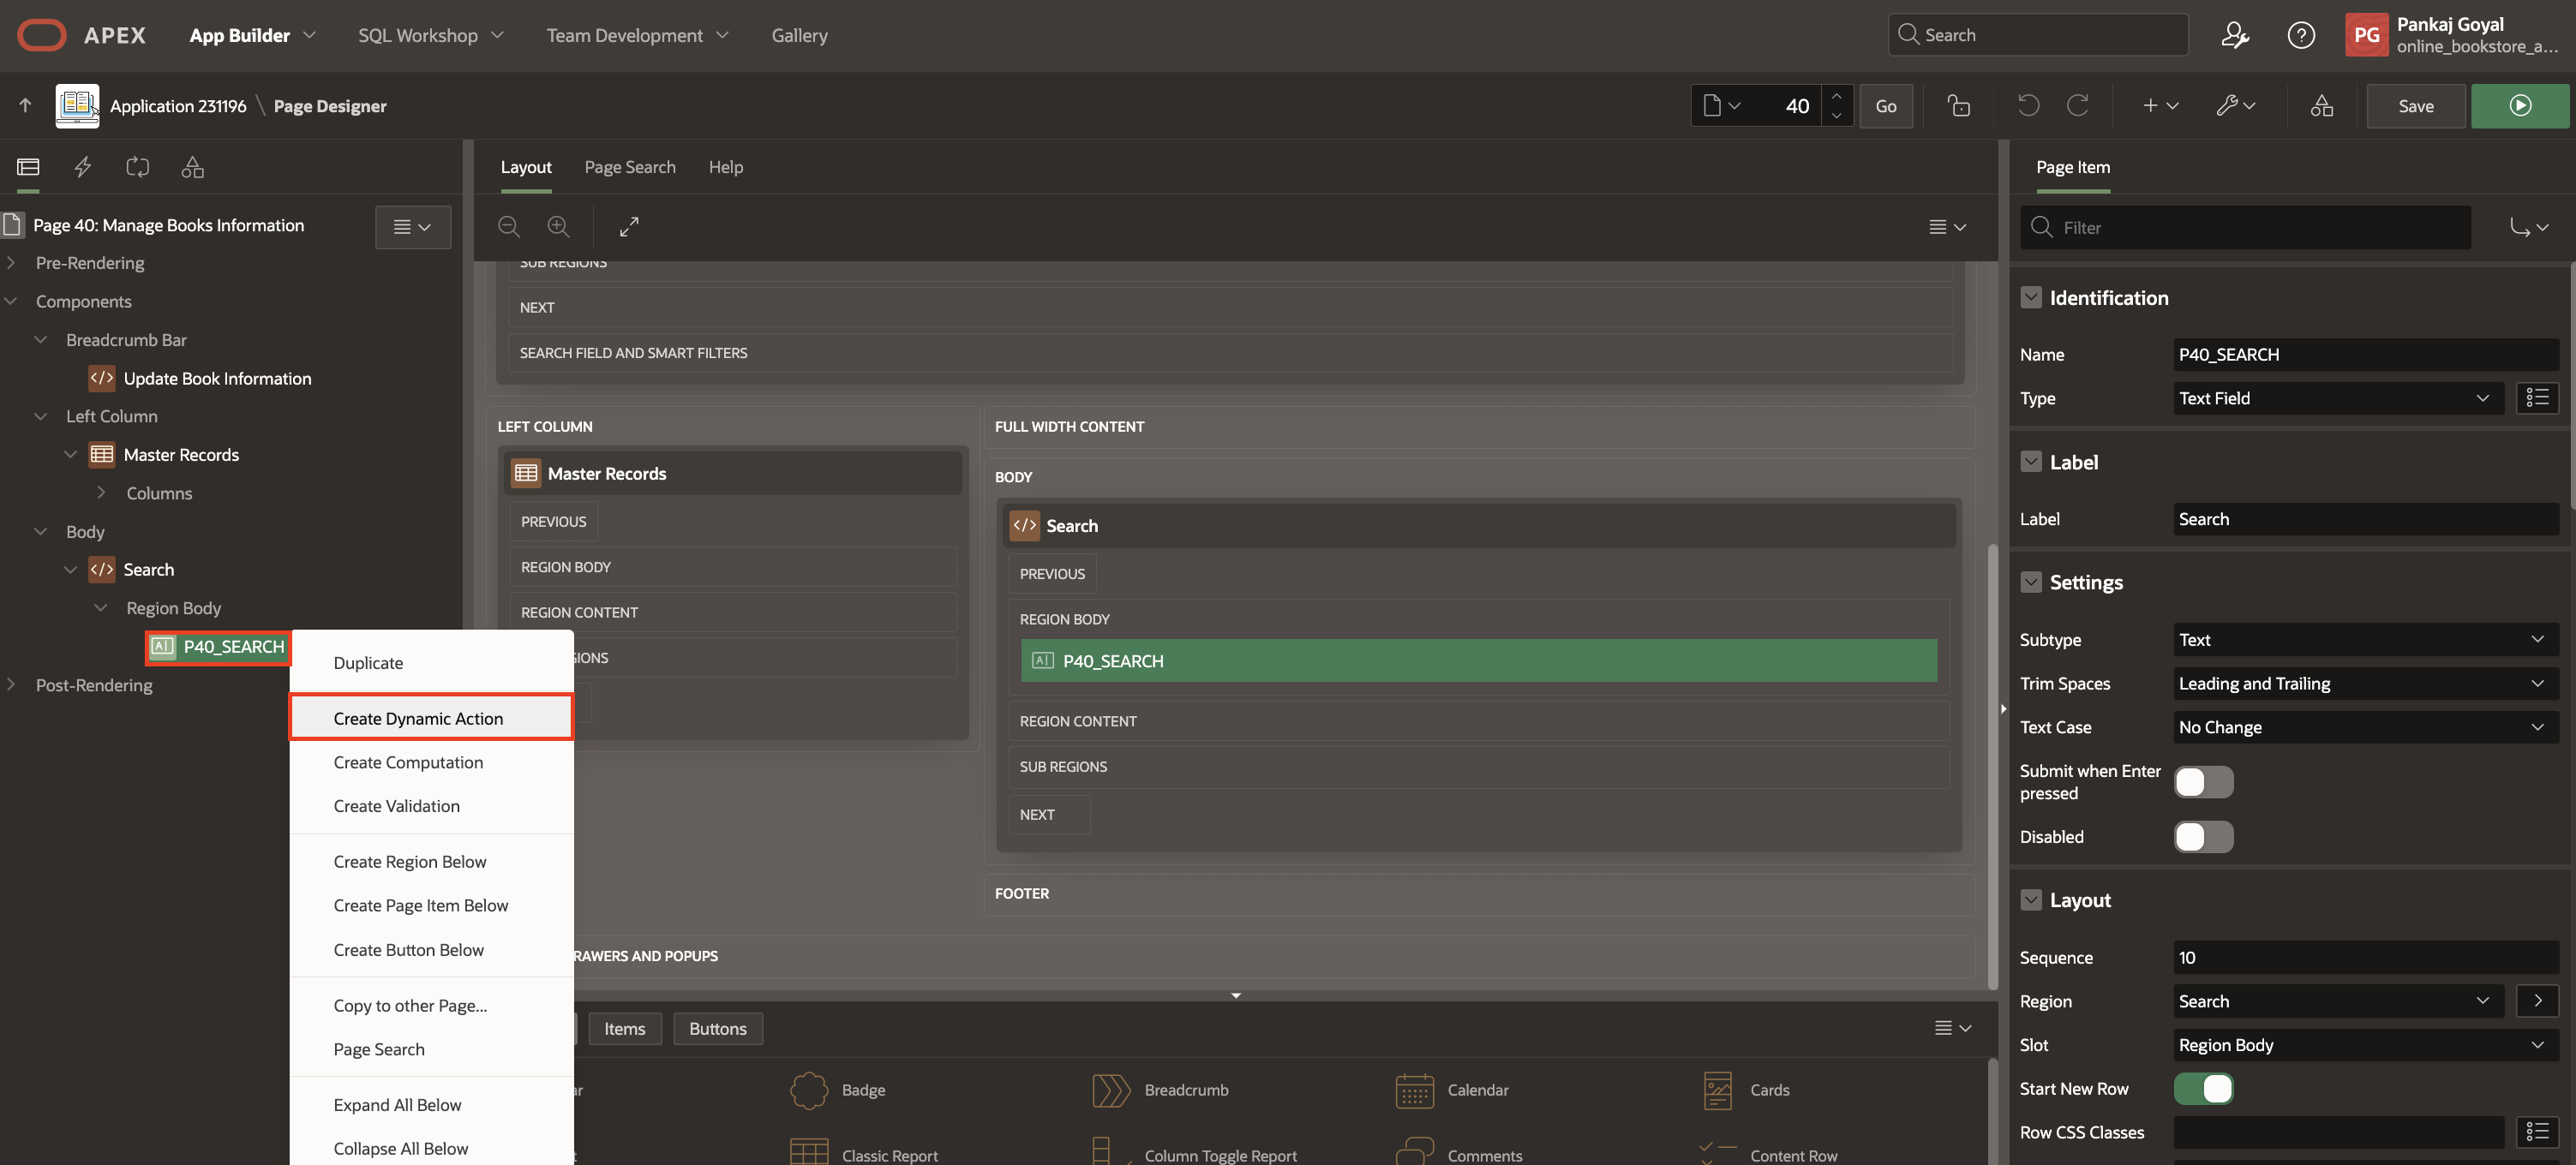 APEX App Builder SQL Workshop Team Development Gallery Search PG Pankaj Goyal
online_bookstore_a...
Application 231196 \ Page Designer 40 Go Save
Layout Page Search Help Page Item
Page 40: Manage Books Information
Filter
Pre-Rendering
Components
Breadcrumb Bar
Update Book Information
Left Column
Master Records
Columns
Body
Search
Region Body
P40_SEARCH
Post-Rendering
Duplicate
Create Dynamic Action
Create Computation
Create Validation
Create Region Below
Create Page Item Below
Create Button Below
Copy to other Page...
Page Search
Expand All Below
Collapse All Below
SUB REGIONS
NEXT
SEARCH FIELD AND SMART FILTERS
LEFT COLUMN
Master Records
PREVIOUS
REGION BODY
REGION CONTENT
FULL WIDTH CONTENT
BODY
Search
PREVIOUS
REGION BODY
P40_SEARCH
REGION CONTENT
SUB REGIONS
NEXT
FOOTER
AND POPUPS
Items Buttons
Badge Breadcrumb Calendar Cards
Classic Report Column Toggle Report Comments Content Row
Identification
Name P40_SEARCH
Type Text Field
Label
Label Search
Settings
Subtype Text
Trim Spaces Leading and Trailing
Text Case No Change
Submit when Enter
pressed
Disabled
Layout
Sequence 10
Region Search
Slot Region Body
Start New Row
Row CSS Classes